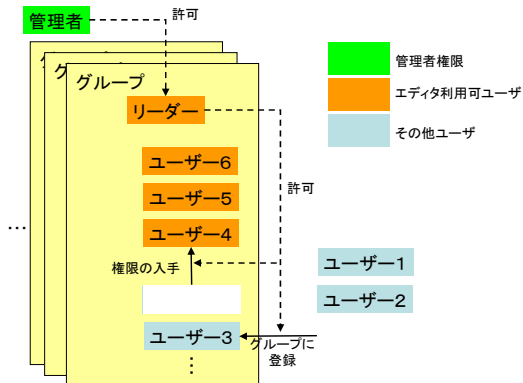 管理者
許可
グ
グ
グループ
リーダー
ユーザー6
ユーザー5
ユーザー4
権限の入手
ユーザー3
⋮
…
許可
ユーザー1
ユーザー2
グループに
登録
管理者権限
エディタ利用可ユーザ
その他ユーザ